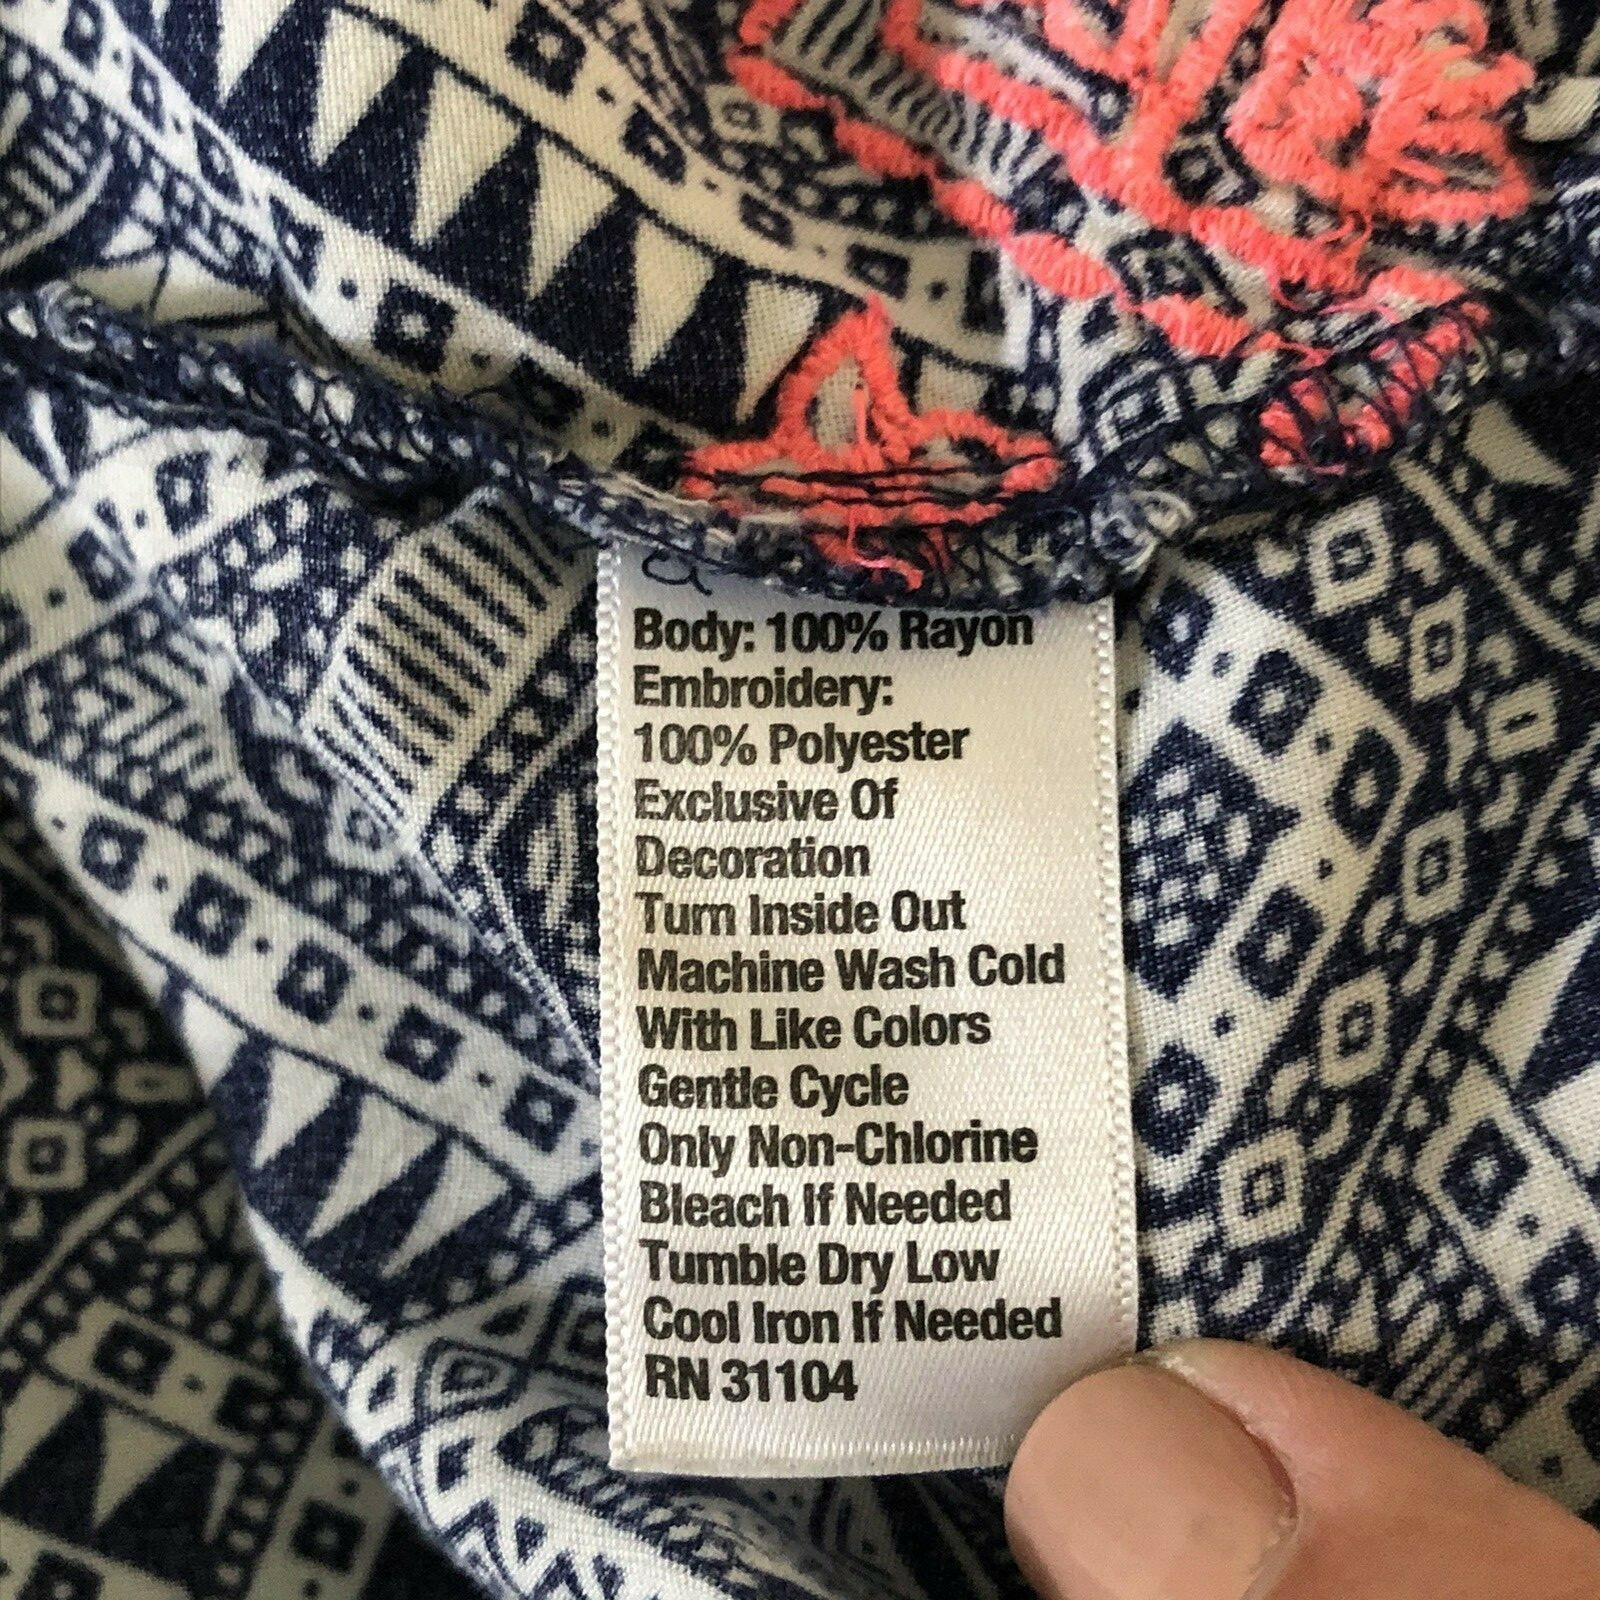 Body: 100% Rayon
Embroidery:
100% Polyester
Exclusive Of
Decoration
Turn Inside Out
Machine Wash Cold
With Like Colors
Gentle Cycle
Only Non-Chlorine
Bleach If Needed
Tumble Dry Low
Cool Iron If Needed
RN 31104